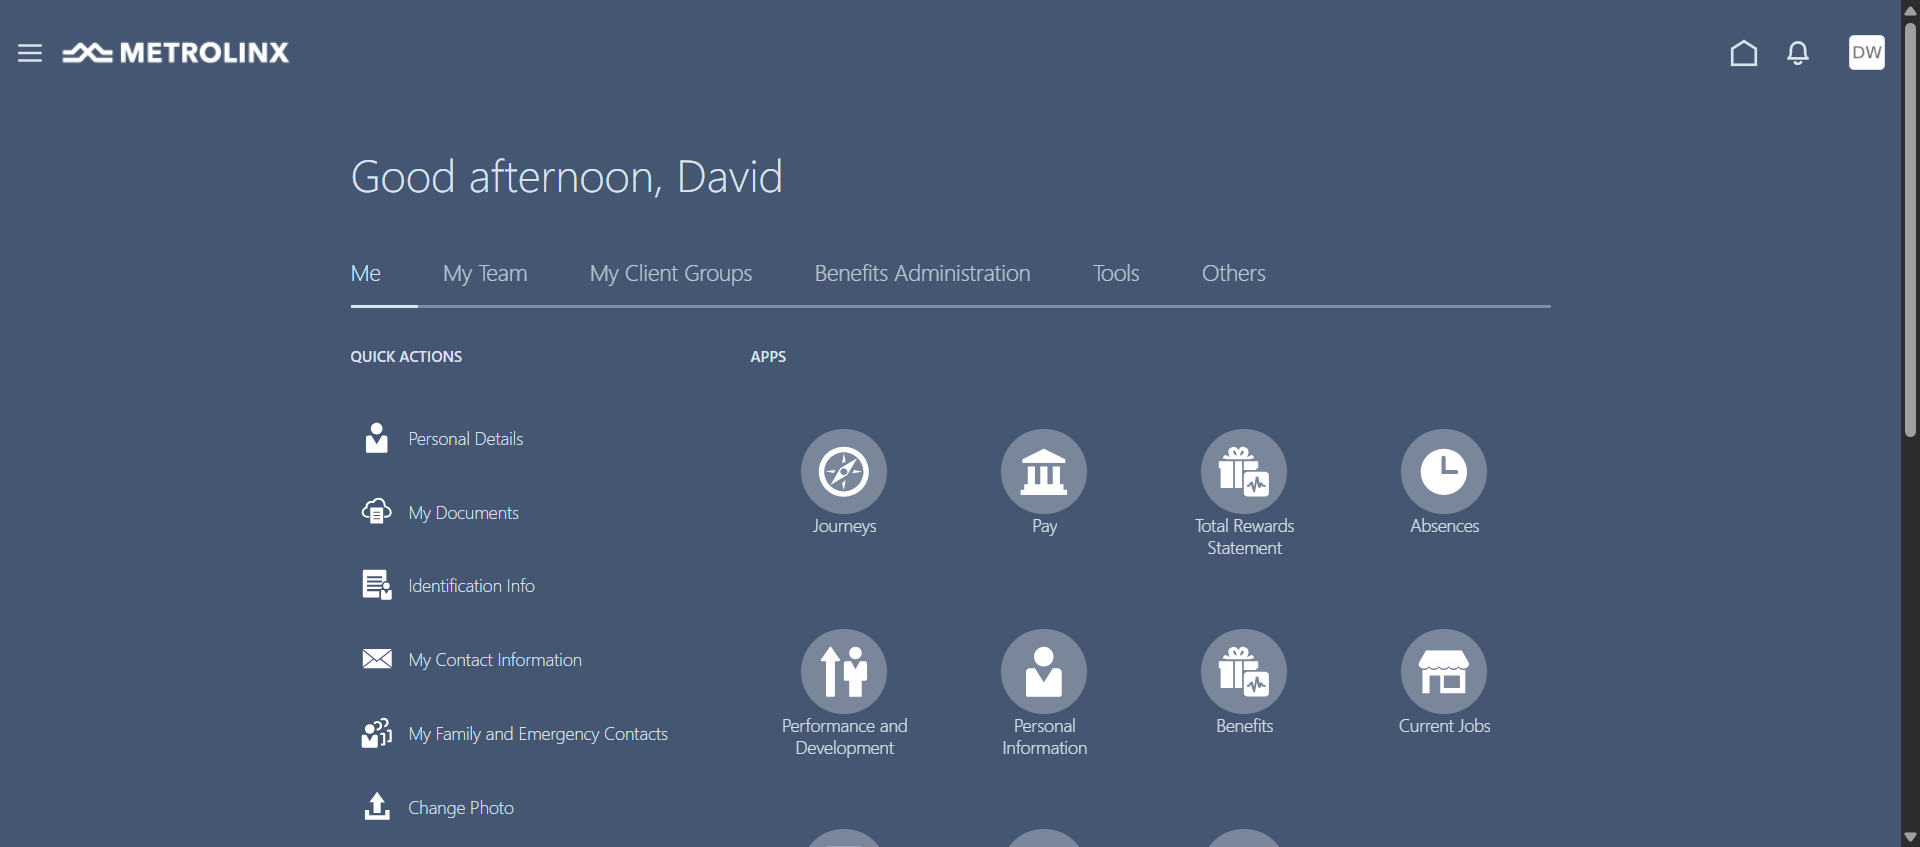 METROLINX
DW
Good afternoon, David
Me
My Team
My Client Groups
Benefits Administration
Tools
Others
QUICK ACTIONS
Personal Details
My Documents
Identification Info
My Contact Information
My Family and Emergency Contacts
Change Photo
APPS
Journeys
Pay
Total Rewards
Statement
Absences
Performance and
Development
Personal
Information
Benefits
Current Jobs